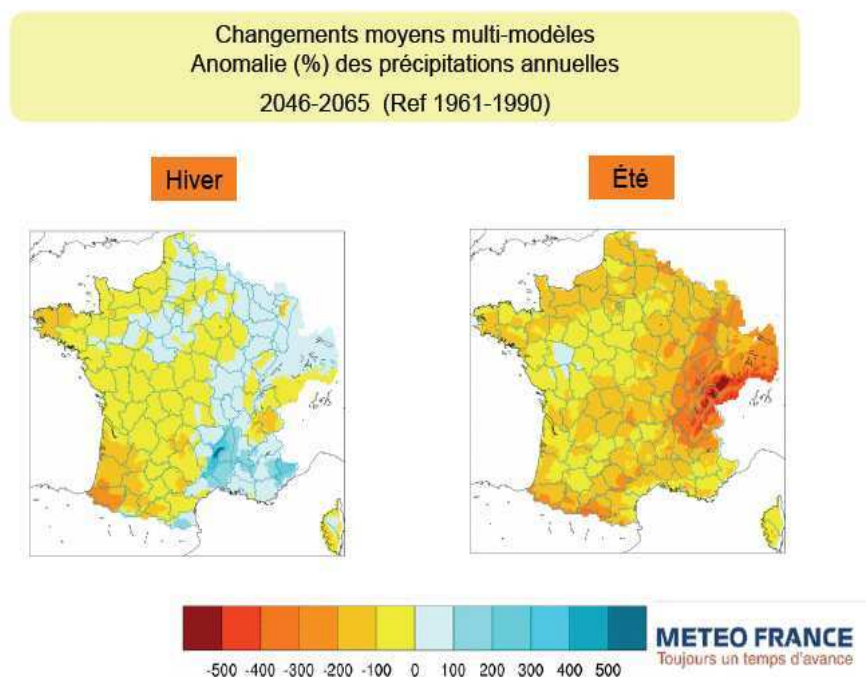 Changements moyens multi-modèles
Anomalie (%) des précipitations annuelles
2046-2065 (Ref 1961-1990)
Hiver
Été
-500 -400 -300 -200 -100 0 100 200 300 400 500
METEO FRANCE
Toujours un temps d'avance